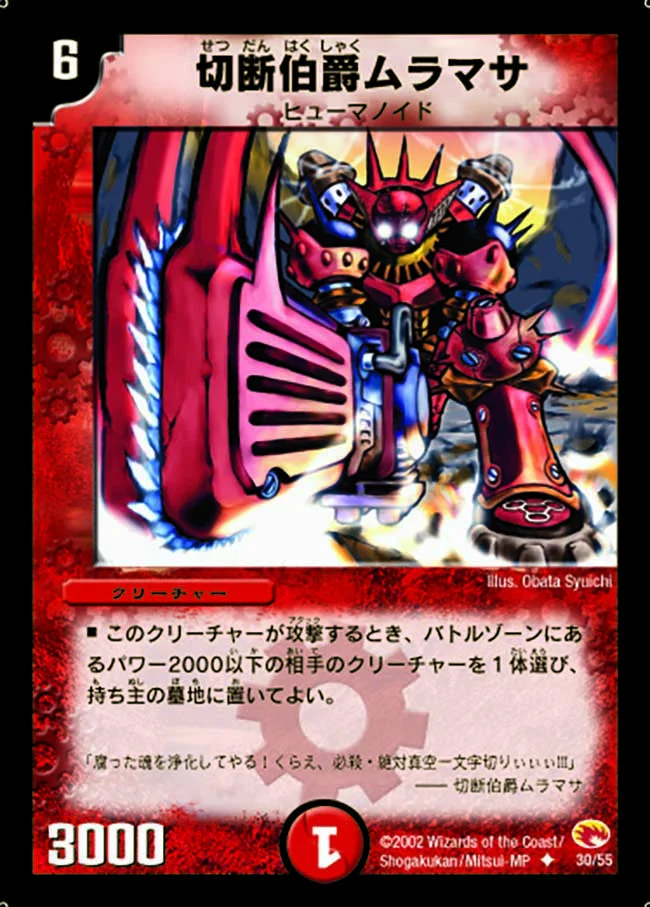 6
せつ だん はく しゃく
切断伯爵ムラマサ
ヒューマノイド
Illus. Obata Syuichi
クリーチャー
■ このクリーチャーが攻撃するとき、バトルゾーンにあ
るパワー2000以下の相手のクリーチャーを1体選び、
持ち主の墓地に置いてよい。
「腐った魂を浄化してやる!くらえ、必殺・絶対真空一文字切りぃぃぃ!!!」
―― 切断伯爵ムラマサ
3000
1
©2002 Wizards of the Coast/
Shogakukan/Mitsui-MP ◆ 30/55